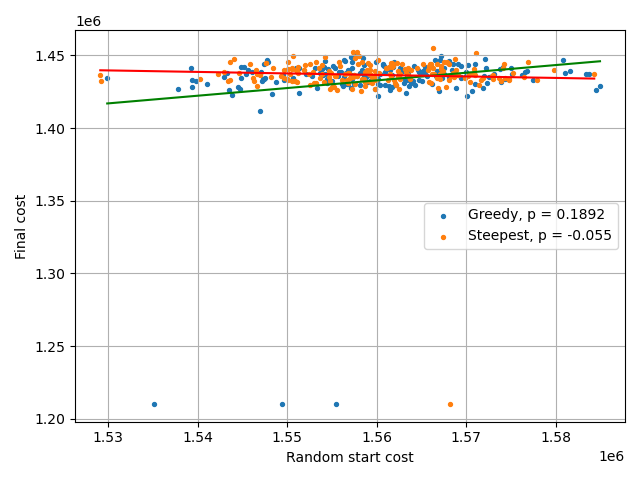 1e6
1.45
1.40
1.35
1.30
1.25
1.20
Final cost
Greedy, p = 0.1892
Steepest, p = -0.055
1.53 1.54 1.55 1.56 1.57 1.58
Random start cost
1e6